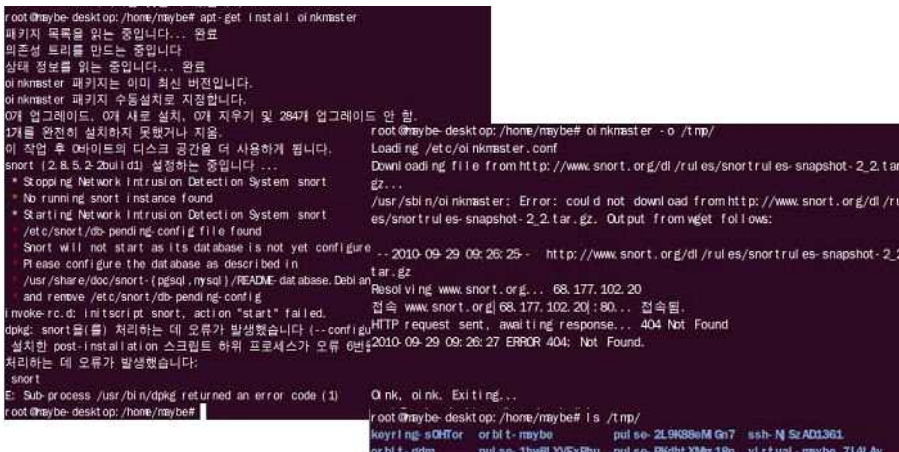 root@maybe-desktop:/home/maybe# apt-get install oinkmaster
패키지 목록을 읽는 중입니다... 완료
의존성 트리를 만드는 중입니다
상태 정보를 읽는 중입니다... 완료
oinkmaster 패키지는 이미 최신 버전입니다.
oinkmaster 패키지 수동설치로 지정합니다.
0개 업그레이드, 0개 새로 설치, 0개 지우기 및 284개 업그레이드 안 함.
1개를 완전히 설치하지 못했거나 지움.
이 작업 후 0바이트의 디스크 공간을 더 사용하게 됩니다.
snort (2.8.5.2-2build1) 설정하는 중입니다 ...
* Stopping Network Intrusion Detection System snort
* No running snort instance found
* Starting Network Intrusion Detection System snort
* /etc/snort/db-pending-config file found
* Snort will not start as its database is not yet configure
* Please configure the database as described in
* /usr/share/doc/snort-{pgsql,mysql}/README-database.Debian
* and remove /etc/snort/db-pending-config
invoke-rc.d: initscript snort, action "start" failed.
dpkg: snort을(를) 처리하는 데 오류가 발생했습니다 (--configu
설치한 post-installation 스크립트 하위 프로세스가 오류 6번
처리하는 데 오류가 발생했습니다:
snort
E: Sub-process /usr/bin/dpkg returned an error code (1)
root@maybe-desktop:/home/maybe#
root@maybe-desktop:/home/maybe# oinkmaster -o /tmp/
Loading /etc/oinkmaster.conf
Downloading file from http://www.snort.org/dl/rules/snortrules-snapshot-2_2.tar
gz...
/usr/sbin/oinkmaster: Error: could not download from http://www.snort.org/dl/ru
es/snortrules-snapshot-2_2.tar.gz. Output from wget follows:
--2010-09-29 09:26:25-- http://www.snort.org/dl/rules/snortrules-snapshot-2_2
tar.gz
Resolving www.snort.org... 68.177.102.20
접속 www.snort.org|68.177.102.20|:80... 접속됨.
HTTP request sent, awaiting response... 404 Not Found
2010-09-29 09:26:27 ERROR 404: Not Found.
Oink, oink. Exiting...
root@maybe-desktop:/home/maybe# ls /tmp/
keyring-sOHTor orbit-maybe pulse-2L9K88eMlGn7 ssh-NjSzAD1361
orbit-gdm